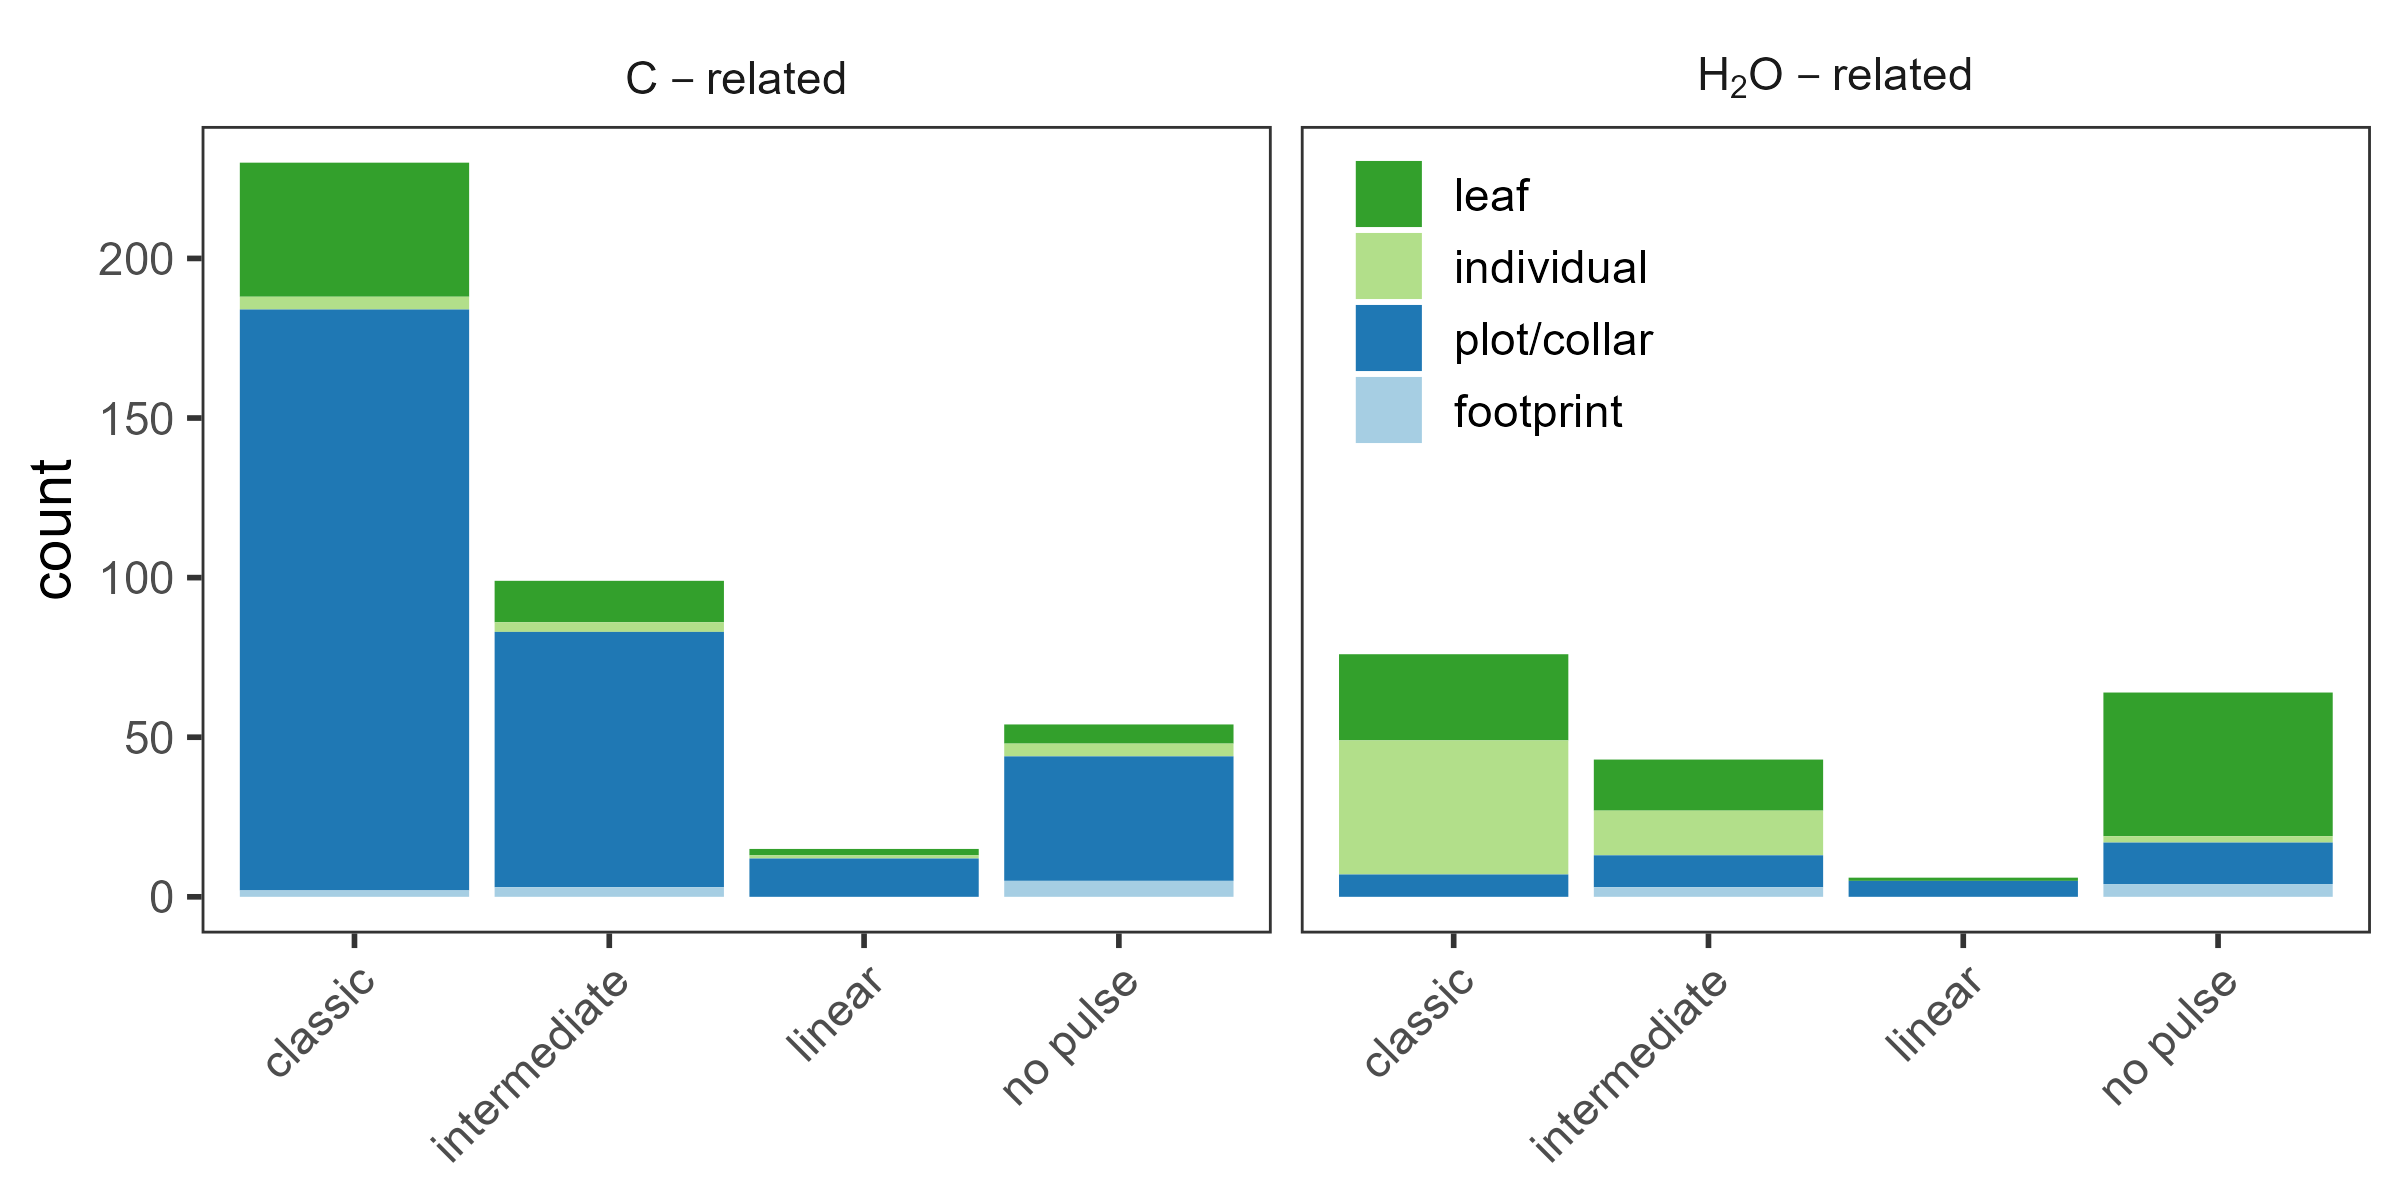 C – related
H₂O – related
count
200
150
100
50
0
leaf
individual
plot/collar
footprint
classic
intermediate
linear
no pulse
classic
intermediate
linear
no pulse